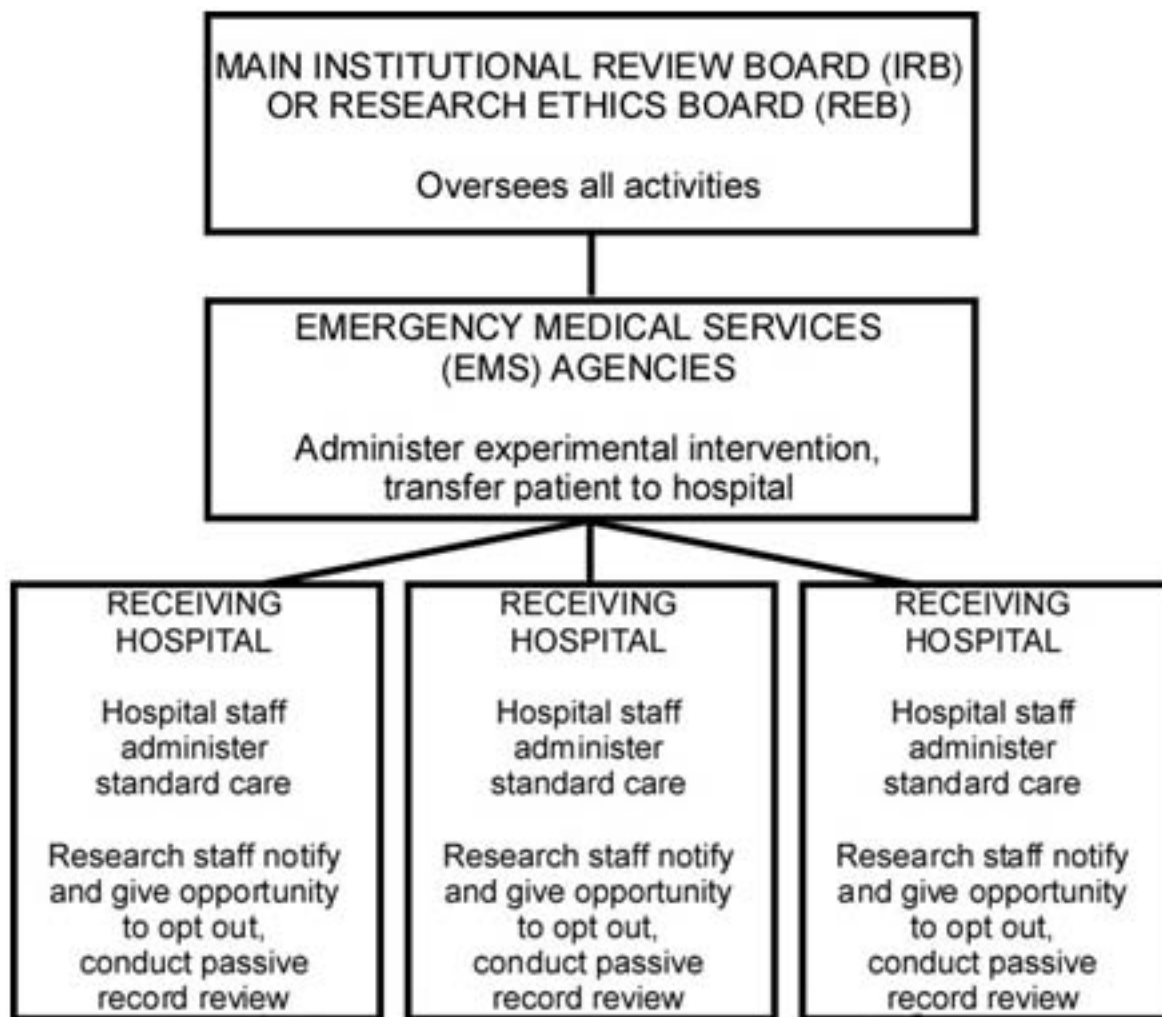 MAIN INSTITUTIONAL REVIEW BOARD (IRB)
OR RESEARCH ETHICS BOARD (REB)
Oversees all activities
EMERGENCY MEDICAL SERVICES
(EMS) AGENCIES
Administer experimental intervention,
transfer patient to hospital
RECEIVING
HOSPITAL
Hospital staff
administer
standard care
Research staff notify
and give opportunity
to opt out,
conduct passive
record review
RECEIVING
HOSPITAL
Hospital staff
administer
standard care
Research staff notify
and give opportunity
to opt out,
conduct passive
record review
RECEIVING
HOSPITAL
Hospital staff
administer
standard care
Research staff notify
and give opportunity
to opt out,
conduct passive
record review